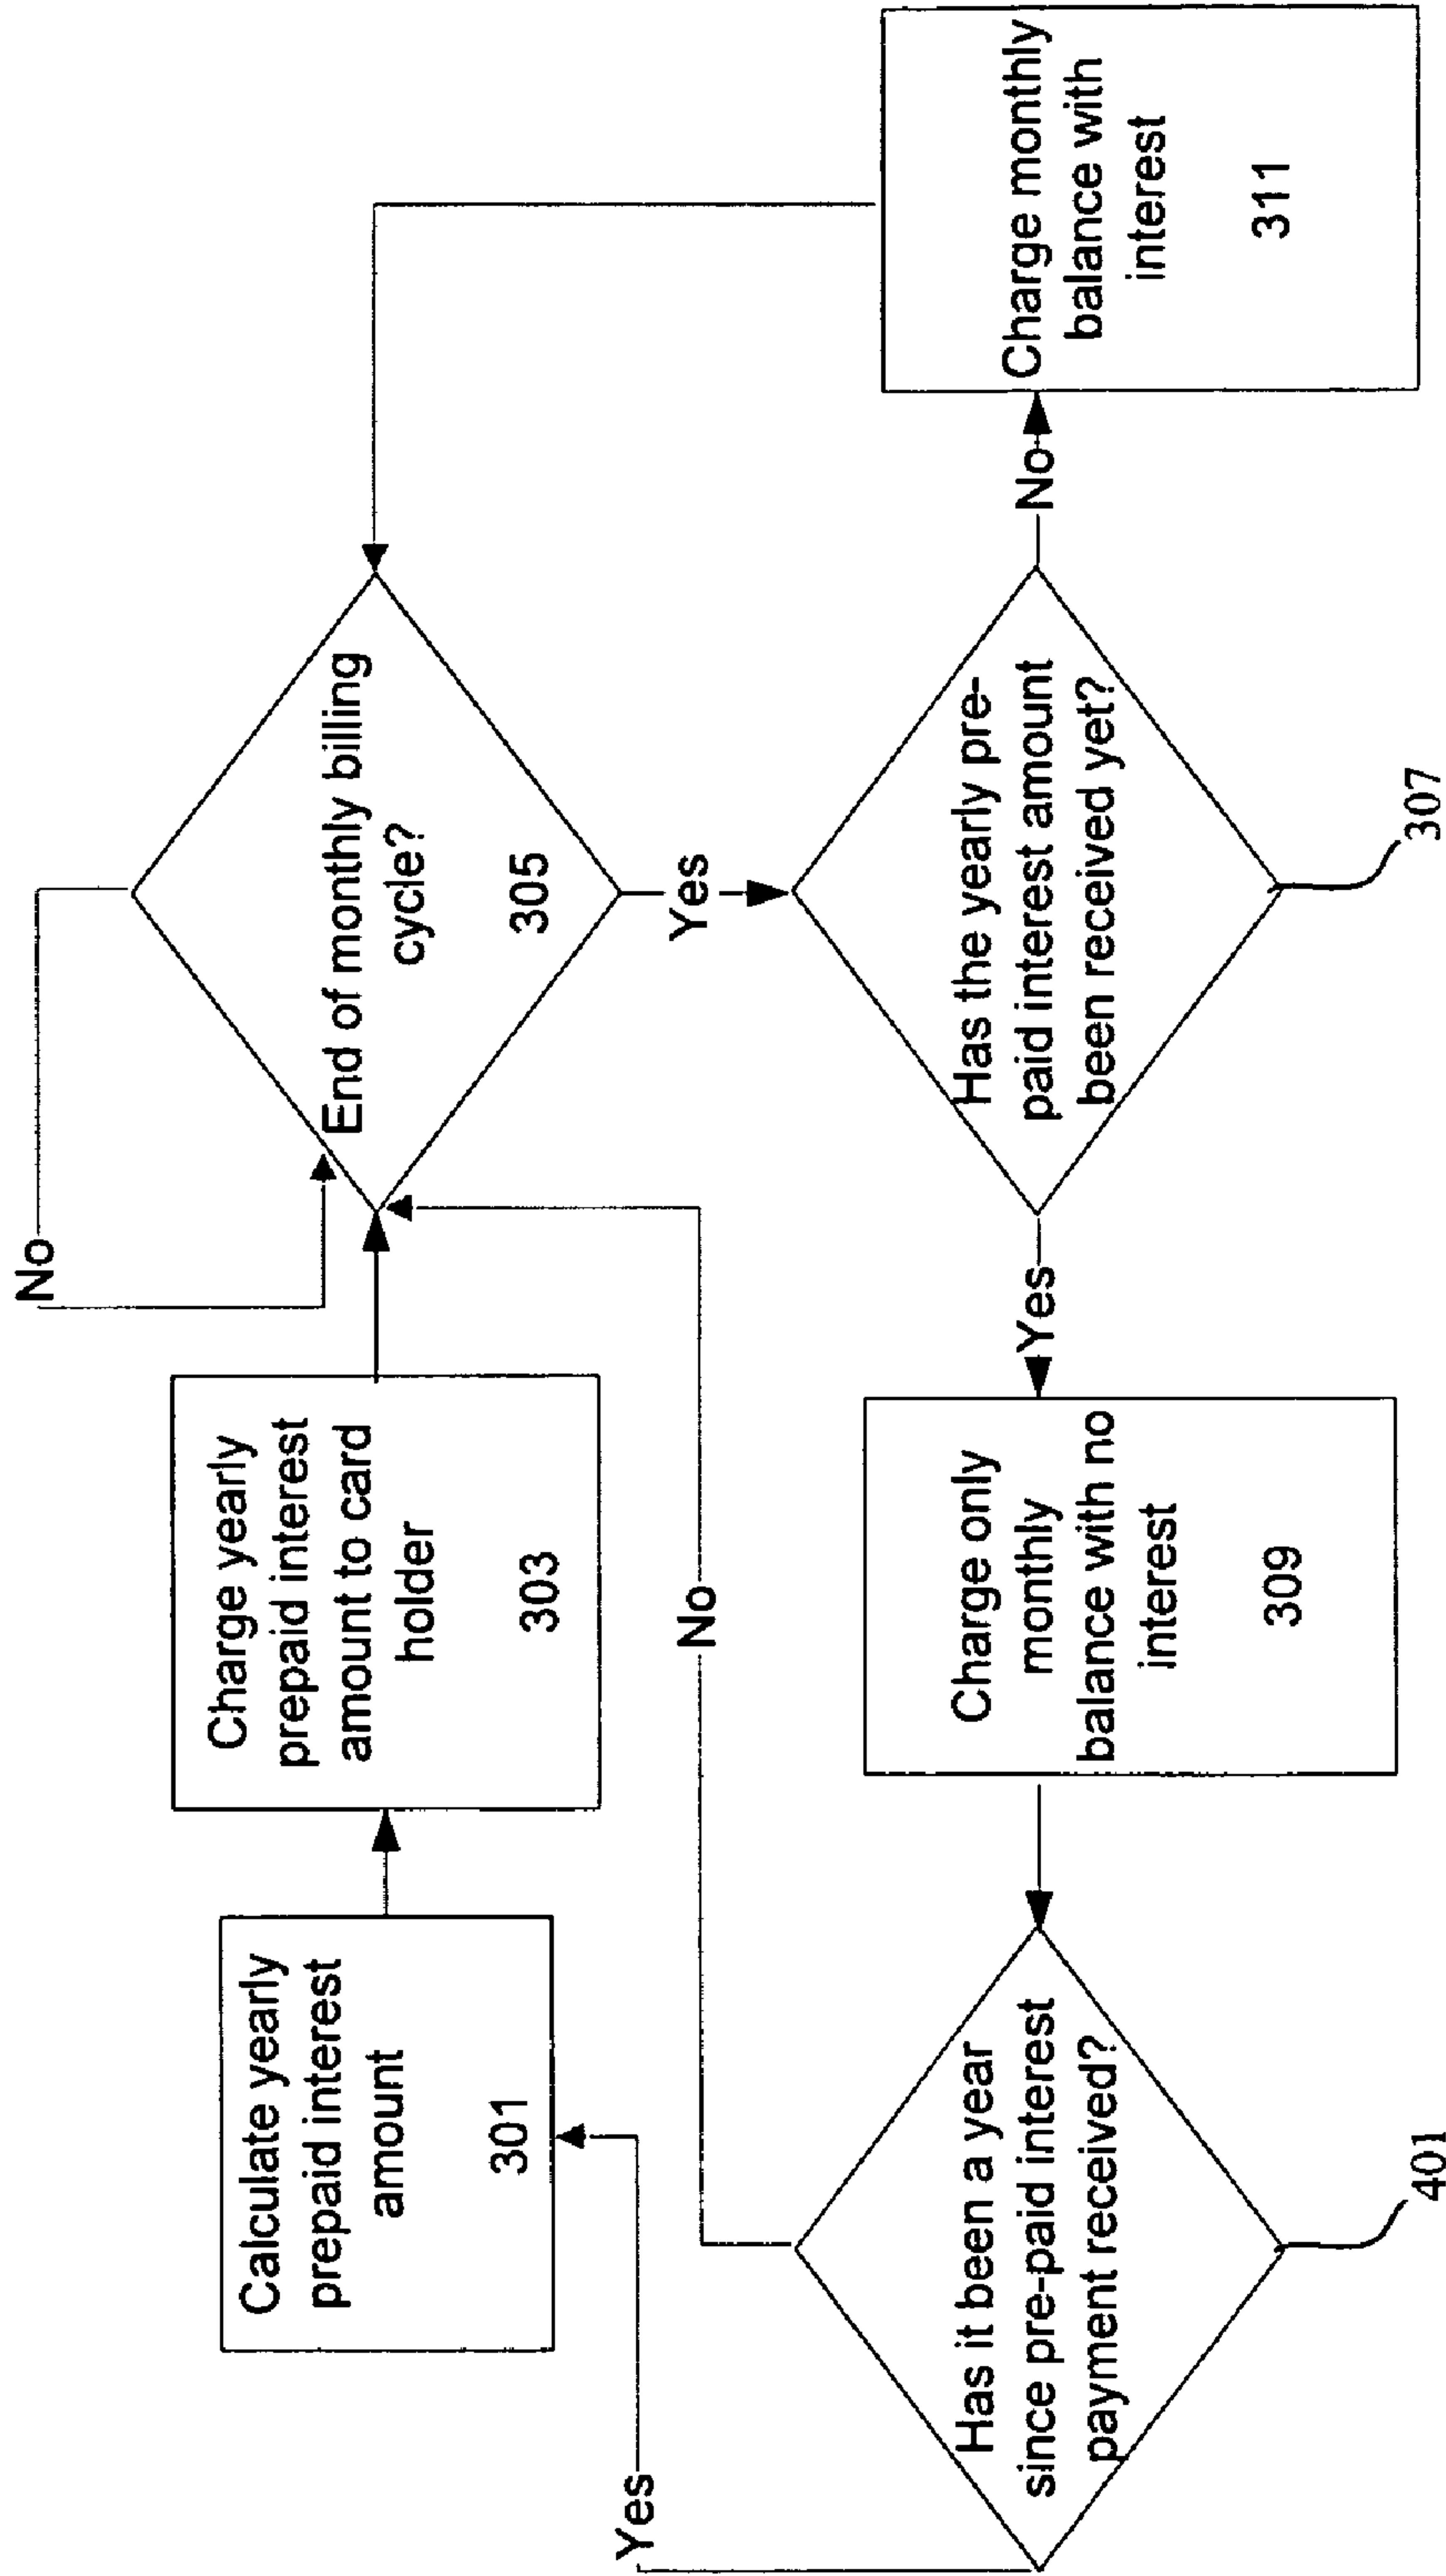 Calculate yearly
prepaid interest
amount
301
Charge yearly
prepaid interest
amount to card
holder
303
No
End of monthly billing
cycle?
305
Yes
No
Yes
Has it been a year
since pre-paid interest
payment received?
401
Charge only
monthly
balance with no
interest
309
Yes
Has the yearly pre-
paid interest amount
been received yet?
307
No
Charge monthly
balance with
interest
311